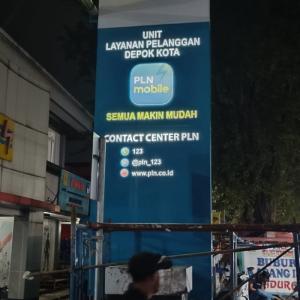 UNIT
LAYANAN PELANGGAN
DEPOK KOTA
PLN
mobile
SEMUA MAKIN MUDAH
CONTACT CENTER PLN
123
@pln_123
www.pln.co.id
BUBUR